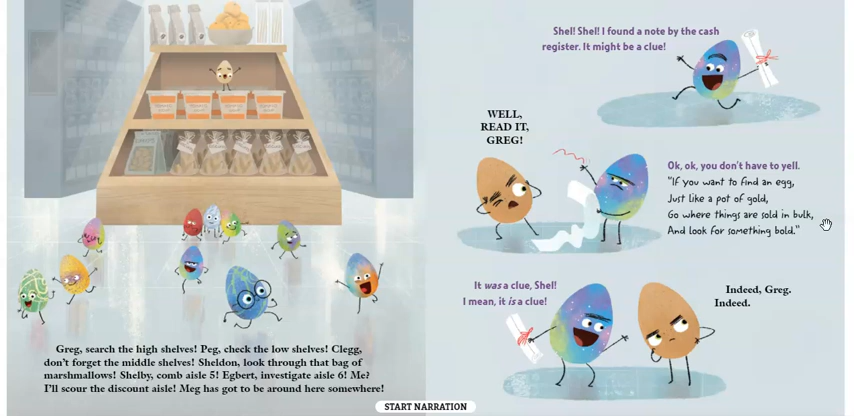 Greg, search the high shelves! Peg, check the low shelves! Clegg,
don't forget the middle shelves! Sheldon, look through that bag of
marshmallows! Shelby, comb aisle 5! Egbert, investigate aisle 6! Me?
I'll scour the discount aisle! Meg has got to be around here somewhere!
Shel! Shel! I found a note by the cash
register. It might be a clue!
WELL,
READ IT,
GREG!
Ok, ok, you don't have to yell.
"If you want to find an egg,
Just like a pot of gold,
Go where things are sold in bulk,
And look for something bold."
It was a clue, Shel!
I mean, it is a clue!
Indeed, Greg.
Indeed.
START NARRATION